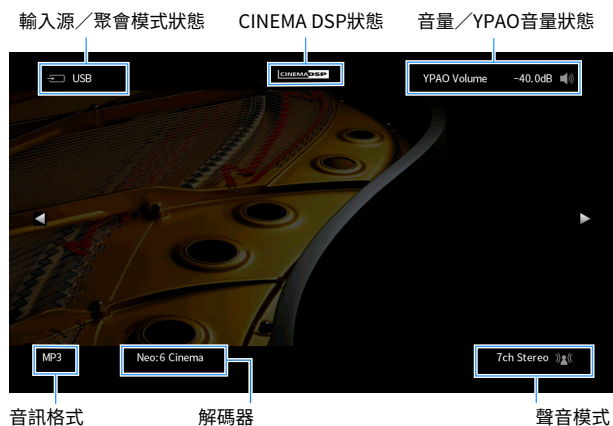 輸入源／聚會模式狀態
CINEMA DSP狀態
音量／YPAO音量狀態
USB
CINEMA DSP
YPAO Volume -40.0dB
MP3
Neo:6 Cinema
7ch Stereo
音訊格式
解碼器
聲音模式